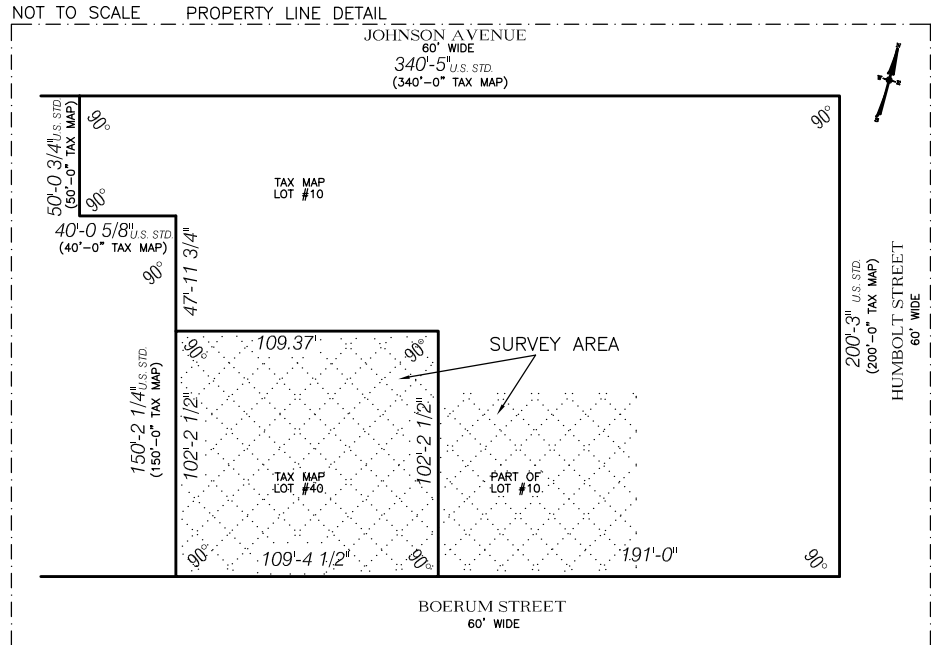 NOT TO SCALE PROPERTY LINE DETAIL
JOHNSON AVENUE
60' WIDE
340'-5" U.S. STD.
(340'-0" TAX MAP)
50'-0 3/4" U.S. STD.
(50'-0" TAX MAP)
90°
90°
90°
TAX MAP
LOT #10
40'-0 5/8" U.S. STD.
(40'-0" TAX MAP)
90°
47'-11 3/4"
200'-3" U.S. STD.
(200'-0" TAX MAP)
HUMBOLT STREET
60' WIDE
90°
109.37'
90°
SURVEY AREA
150'-2 1/4" U.S. STD.
(150'-0" TAX MAP)
102'-2 1/2"
102'-2 1/2"
TAX MAP
LOT #40
PART OF
LOT #10
90°
109'-4 1/2"
90°
191'-0"
90°
BOERUM STREET
60' WIDE